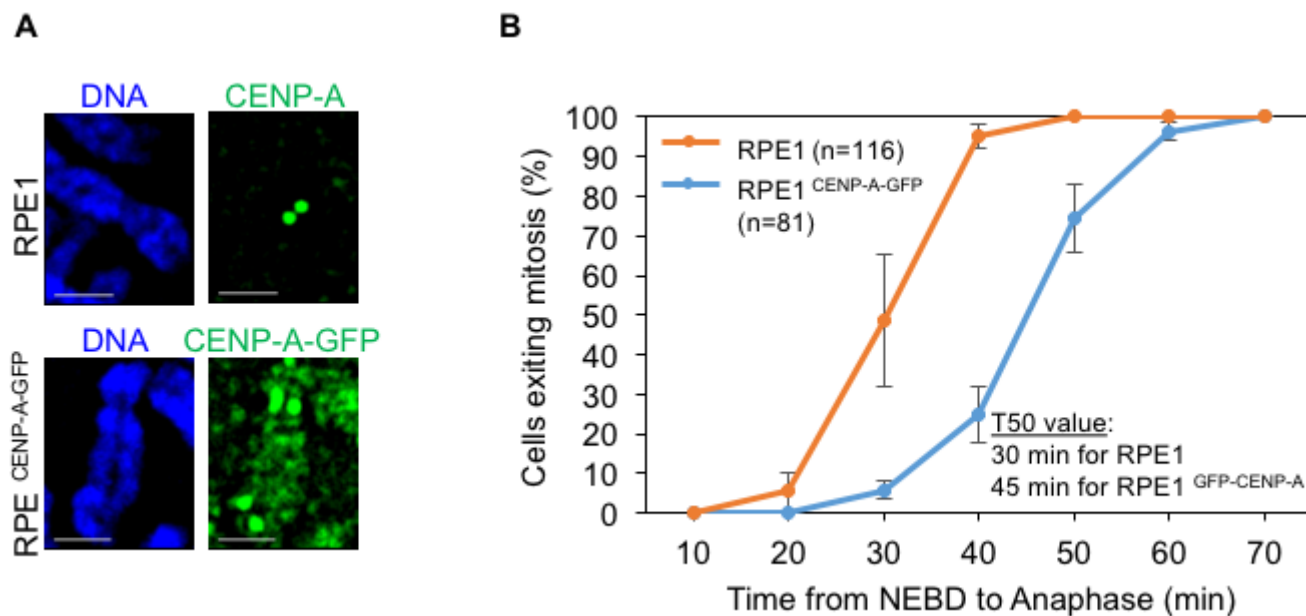 A
DNA
CENP-A
RPE1
DNA
CENP-A-GFP
RPE CENP-A-GFP
B
Cells exiting mitosis (%)
100
90
80
70
60
50
40
30
20
10
0
RPE1 (n=116)
RPE1 CENP-A-GFP
(n=81)
T50 value:
30 min for RPE1
45 min for RPE1 GFP-CENP-A
10 20 30 40 50 60 70
Time from NEBD to Anaphase (min)